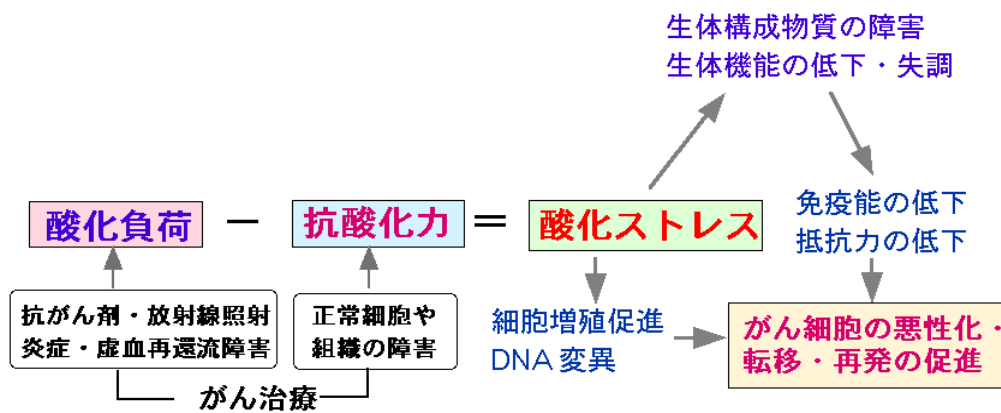 生体構成物質の障害
生体機能の低下・失調
酸化負荷 − 抗酸化力 = 酸化ストレス
免疫能の低下
抵抗力の低下
抗がん剤・放射線照射
炎症・虚血再還流障害
正常細胞や
組織の障害
細胞増殖促進
DNA変異
がん細胞の悪性化・
転移・再発の促進
がん治療